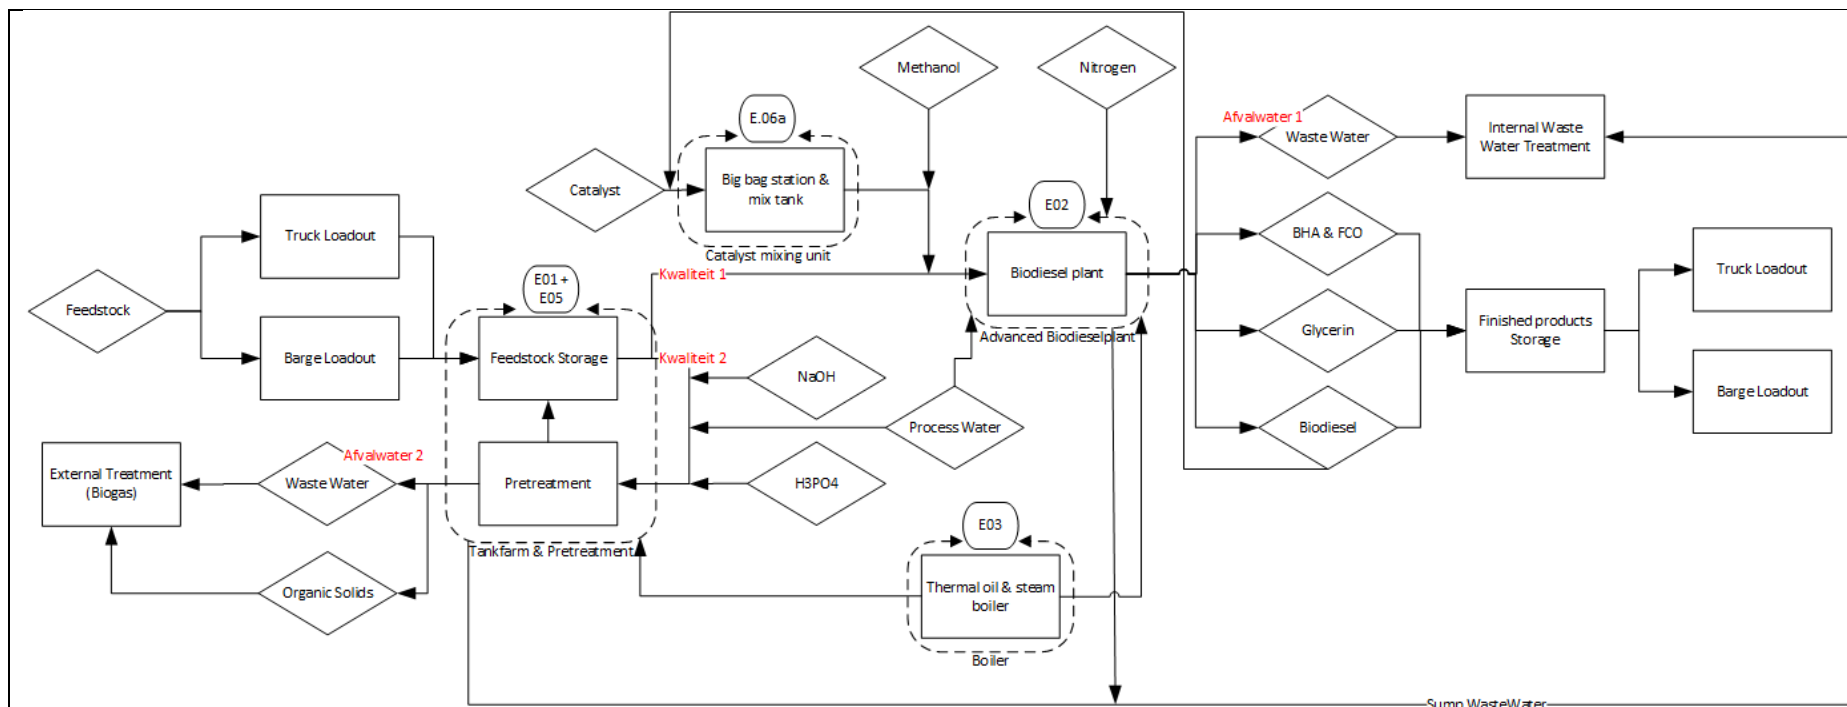 Methanol
Nitrogen
E.06a
Afvalwater 1
Waste Water
Internal Waste
Water Treatment
Catalyst
Big bag station &
mix tank
E02
Truck Loadout
BHA & FCO
Catalyst mixing unit
Kwaliteit 1
Biodiesel plant
Truck Loadout
E01 +
E05
Feedstock
Glycerin
Finished products
Storage
Advanced Biodieselplant
Barge Loadout
Feedstock Storage
Kwaliteit 2
NaOH
Barge Loadout
Process Water
Biodiesel
Afvalwater 2
External Treatment
(Biogas)
Waste Water
Pretreatment
H3PO4
E03
Tankfarm & Pretreatment
Organic Solids
Thermal oil & steam
boiler
Boiler
Sump WasteWater